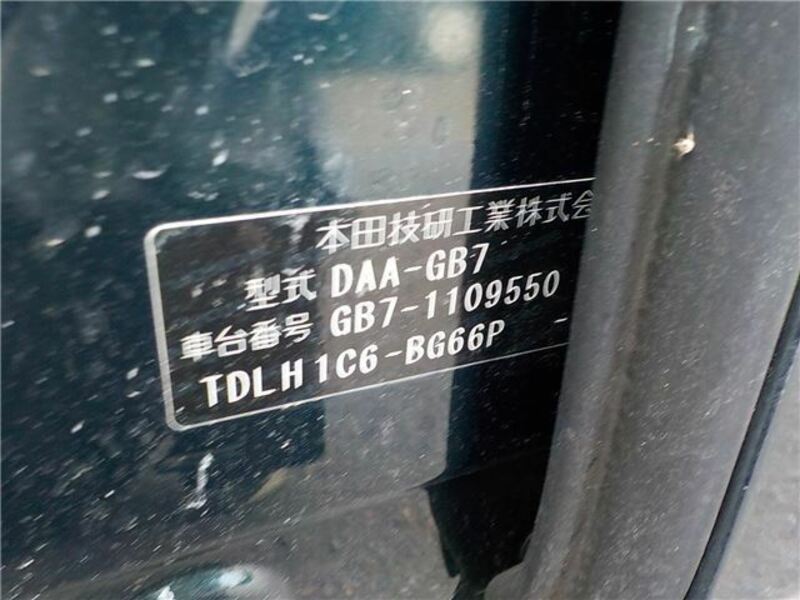 本田技研工業株式会
型式 DAA-GB7
車台番号 GB7-1109550
TDLH1C6-BG66P -